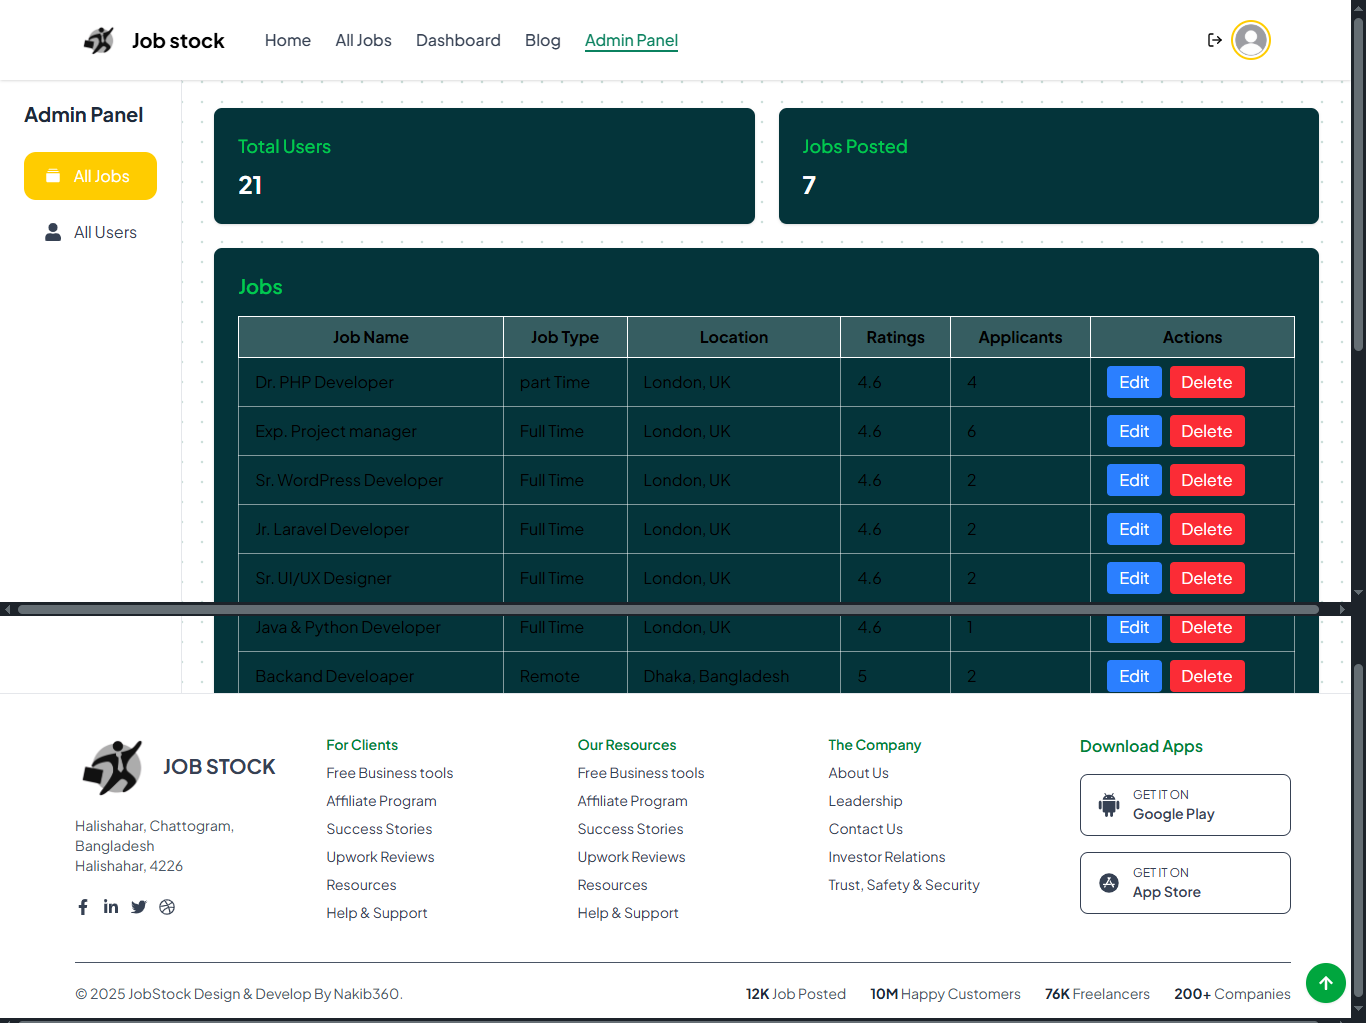 Job stock Home All Jobs Dashboard Blog Admin Panel
Admin Panel
All Jobs
All Users
Total Users
21
Jobs Posted
7
Jobs
Job Name Job Type Location Ratings Applicants Actions
Dr. PHP Developer part Time London, UK 4.6 4 Edit Delete
Exp. Project manager Full Time London, UK 4.6 6 Edit Delete
Sr. WordPress Developer Full Time London, UK 4.6 2 Edit Delete
Jr. Laravel Developer Full Time London, UK 4.6 2 Edit Delete
Sr. UI/UX Designer Full Time London, UK 4.6 2 Edit Delete
Java & Python Developer Full Time London, UK 4.6 1 Edit Delete
Backand Develoaper Remote Dhaka, Bangladesh 5 2 Edit Delete
JOB STOCK
Halishahar, Chattogram,
Bangladesh
Halishahar, 4226
For Clients
Free Business tools
Affiliate Program
Success Stories
Upwork Reviews
Resources
Help & Support
Our Resources
Free Business tools
Affiliate Program
Success Stories
Upwork Reviews
Resources
Help & Support
The Company
About Us
Leadership
Contact Us
Investor Relations
Trust, Safety & Security
Download Apps
GET IT ON
Google Play
GET IT ON
App Store
© 2025 JobStock Design & Develop By Nakib360.
12K Job Posted 10M Happy Customers 76K Freelancers 200+ Companies